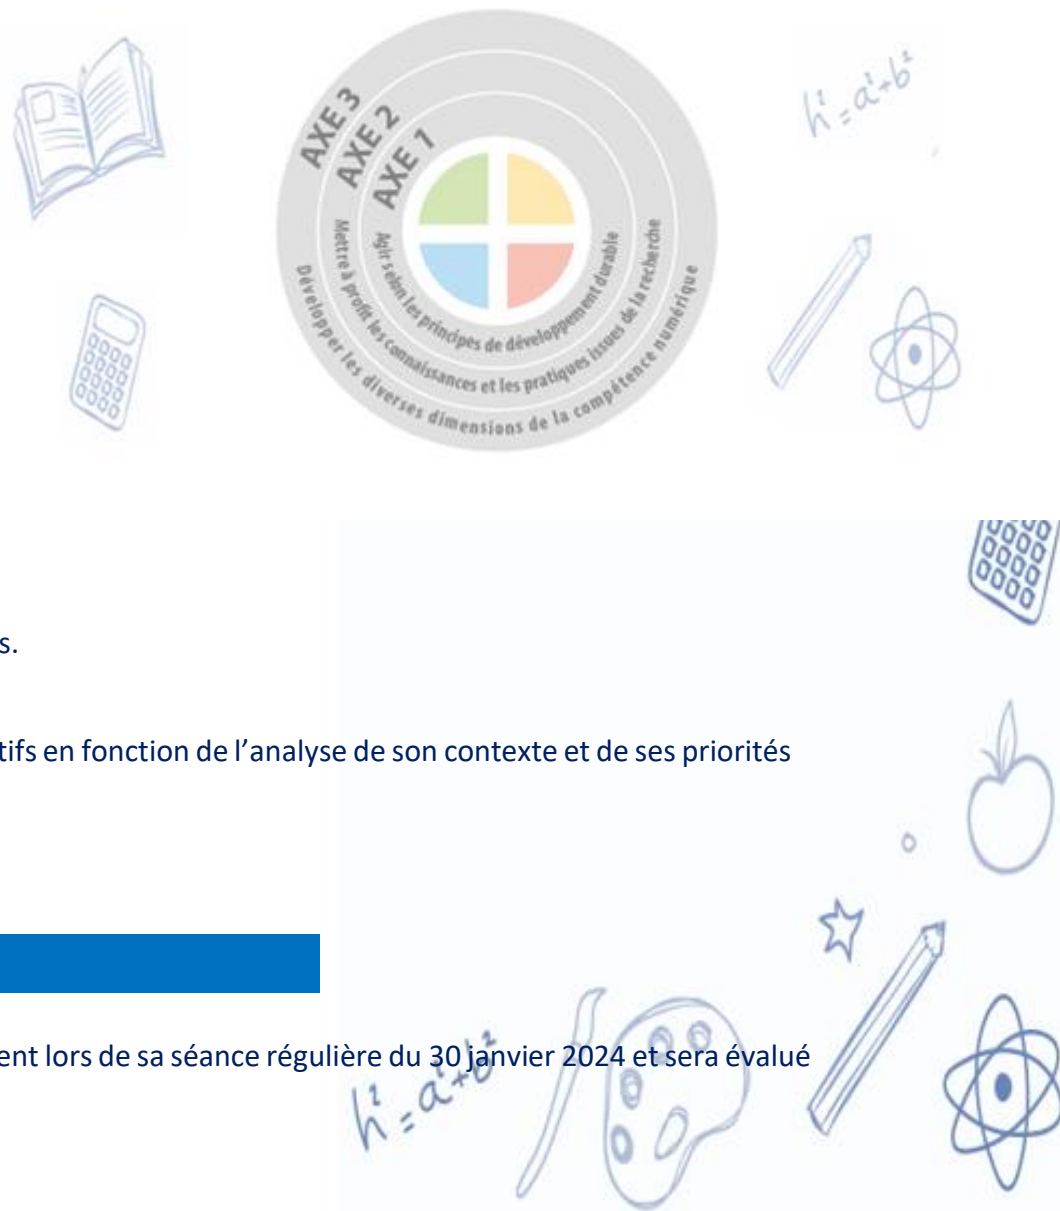 h² = a² + b²
AXE 3
AXE 2
AXE 1
Agir selon les principes de développement durable
Mettre à profit les connaissances et les pratiques issues de la recherche
Développer les diverses dimensions de la compétence numérique
s.
tifs en fonction de l’analyse de son contexte et de ses priorités
ent lors de sa séance régulière du 30 janvier 2024 et sera évalué
h² = a² + b²